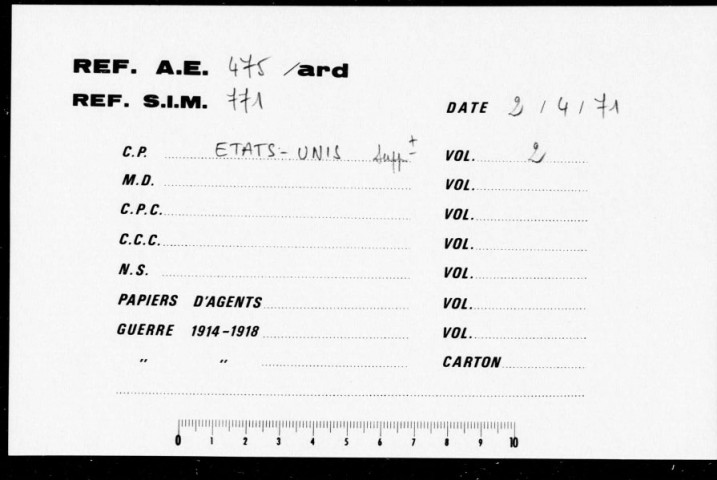 REF. A.E. 475 /ard
REF. S.I.M. 771
DATE 2 / 4 / 71
C.P. ETATS-UNIS Suppt VOL. 2
M.D. VOL.
C.P.C. VOL.
C.C.C. VOL.
N.S. VOL.
PAPIERS D'AGENTS VOL.
GUERRE 1914-1918 VOL.
" " CARTON
0 1 2 3 4 5 6 7 8 9 10